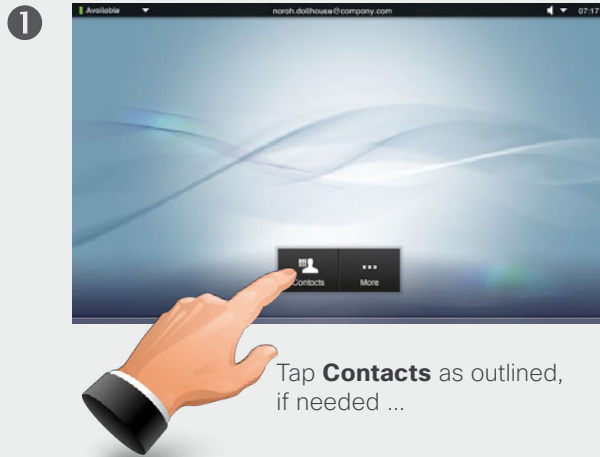 1
Available norah.dollhouse@company.com 07:17
Contacts More
Tap Contacts as outlined,
if needed ...